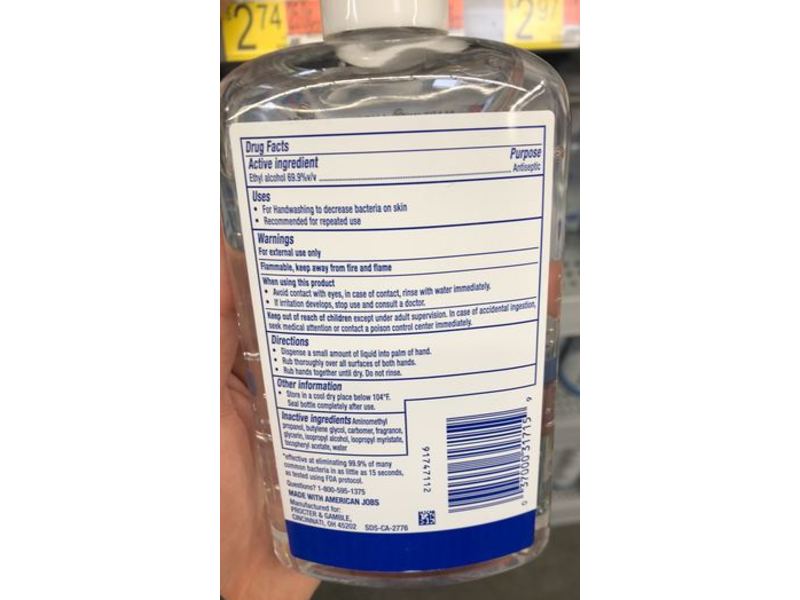 $2.74
2.97
Drug Facts
Active ingredient Purpose
Ethyl alcohol 69.9%v/v Antiseptic
Uses
• For Handwashing to decrease bacteria on skin
• Recommended for repeated use
Warnings
For external use only
Flammable, keep away from fire and flame
When using this product
• Avoid contact with eyes, in case of contact, rinse with water immediately.
• If irritation develops, stop use and consult a doctor.
Keep out of reach of children except under adult supervision. In case of accidental ingestion,
seek medical attention or contact a poison control center immediately.
Directions
• Dispense a small amount of liquid into palm of hand.
• Rub thoroughly over all surfaces of both hands.
• Rub hands together until dry. Do not rinse.
Other information
• Store in a cool dry place below 104°F.
Seal bottle completely after use.
Inactive ingredients Aminomethyl
propanol, butylene glycol, carbomer, fragrance,
glycerin, isopropyl alcohol, isopropyl myristate,
tocopheryl acetate, water
*effective at eliminating 99.9% of many
common bacteria in as little as 15 seconds,
as tested using FDA protocol.
Questions? 1-800-595-1375
MADE WITH AMERICAN JOBS
Manufactured for:
PROCTER & GAMBLE,
CINCINNATI, OH 45202 SDS-CA-2776
91747112
0 37000 31715 9